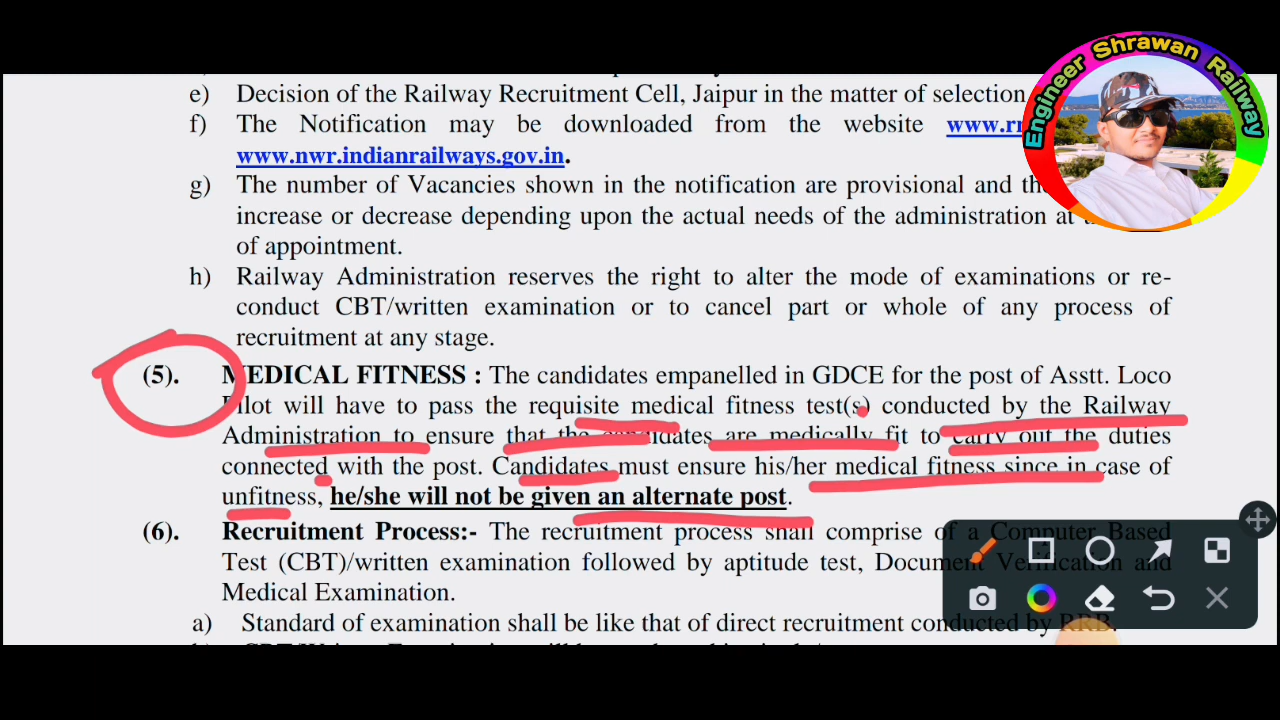 Engineer Shrawan Railway
e) Decision of the Railway Recruitment Cell, Jaipur in the matter of selection
f) The Notification may be downloaded from the website
www.nwr.indianrailways.gov.in.
g) The number of Vacancies shown in the notification are provisional and
increase or decrease depending upon the actual needs of the administration at
of appointment.
h) Railway Administration reserves the right to alter the mode of examinations or re-
conduct CBT/written examination or to cancel part or whole of any process of
recruitment at any stage.
(5). MEDICAL FITNESS : The candidates empanelled in GDCE for the post of Asstt. Loco
Pilot will have to pass the requisite medical fitness test(s) conducted by the Railway
Administration to ensure that the candidates are medically fit to carry out the duties
connected with the post. Candidates must ensure his/her medical fitness since in case of
unfitness, he/she will not be given an alternate post.
(6). Recruitment Process:- The recruitment process shall comprise of a Computer Based
Test (CBT)/written examination followed by aptitude test, Document Verification and
Medical Examination.
a) Standard of examination shall be like that of direct recruitment conducted by RRB.